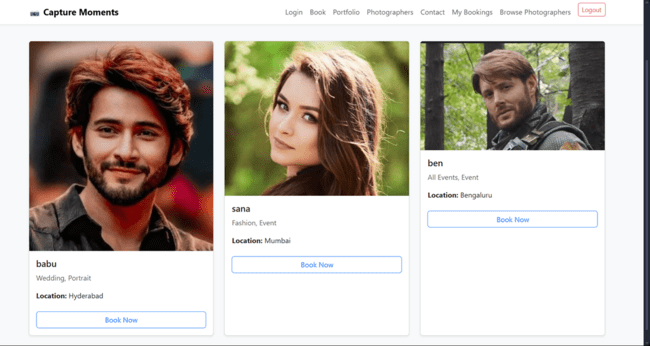 Capture Moments
Login Book Portfolio Photographers Contact My Bookings Browse Photographers Logout
babu
Wedding, Portrait
Location: Hyderabad
Book Now
sana
Fashion, Event
Location: Mumbai
Book Now
ben
All Events, Event
Location: Bengaluru
Book Now